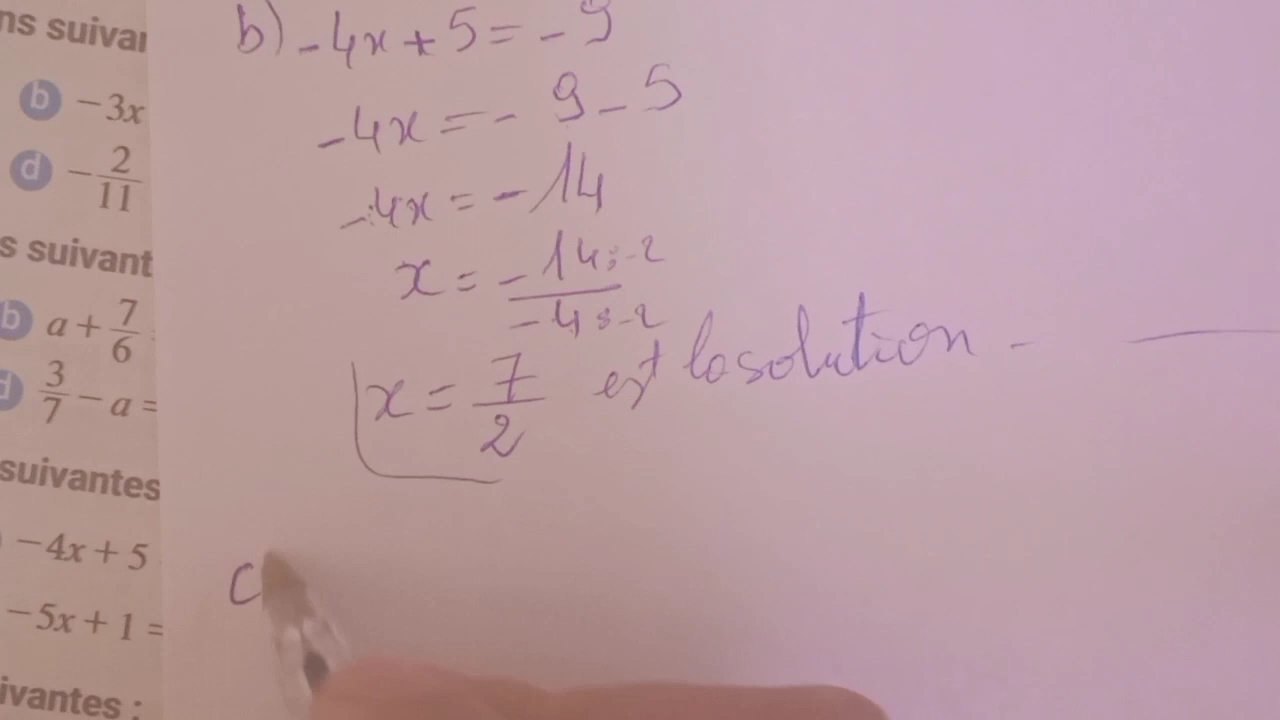 ns suivan
b −3x
d −2/11
s suivant
b a+7/6
d 3/7−a=
suivantes
−4x+5
−5x+1=
ivantes :
b) -4x+5=-9
-4x=-9-5
-4x=-14
x=-14:-2/-4:-2
x=7/2 est la solution -
c